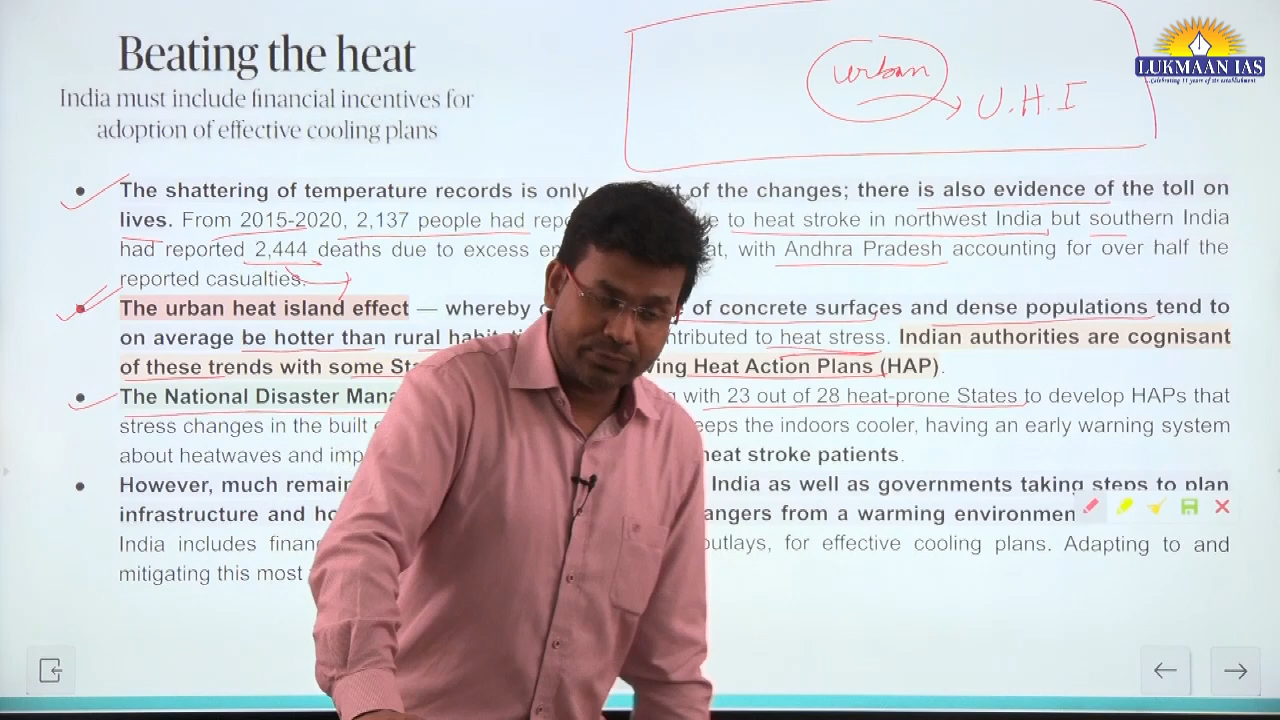 Beating the heat
India must include financial incentives for
adoption of effective cooling plans
urban
U.H.I
LUKMAAN IAS
Celebrating 11 years of its establishment
• The shattering of temperature records is only of the changes; there is also evidence of the toll on
lives. From 2015-2020, 2,137 people had to heat stroke in northwest India but southern India
had reported 2,444 deaths due to excess with Andhra Pradesh accounting for over half the
reported casualties.
• The urban heat island effect — whereby of concrete surfaces and dense populations tend to
on average be hotter than rural heat stress. Indian authorities are cognisant
of these trends with some Heat Action Plans (HAP).
• The National Disaster with 23 out of 28 heat-prone States to develop HAPs that
stress changes in the built keeps the indoors cooler, having an early warning system
about heatwaves and heat stroke patients.
• However, much India as well as governments taking steps to plan
infrastructure and from a warming environmen
India includes outlays, for effective cooling plans. Adapting to and
mitigating this most